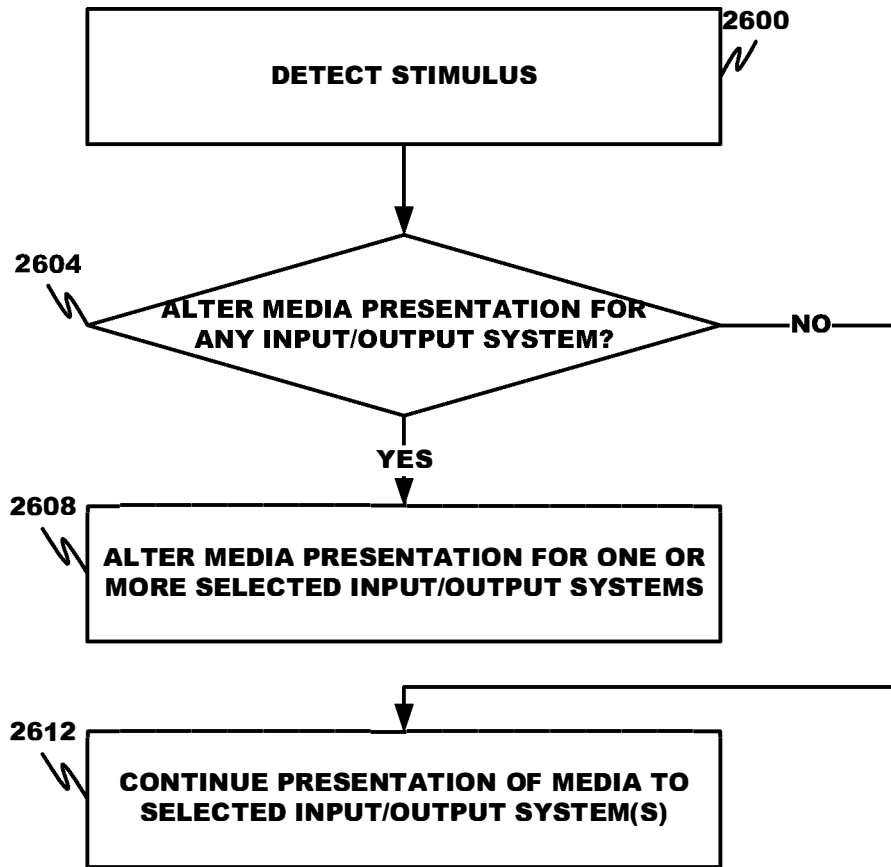 2600
DETECT STIMULUS
2604
ALTER MEDIA PRESENTATION FOR
ANY INPUT/OUTPUT SYSTEM?
NO
YES
2608
ALTER MEDIA PRESENTATION FOR ONE OR
MORE SELECTED INPUT/OUTPUT SYSTEMS
2612
CONTINUE PRESENTATION OF MEDIA TO
SELECTED INPUT/OUTPUT SYSTEM(S)